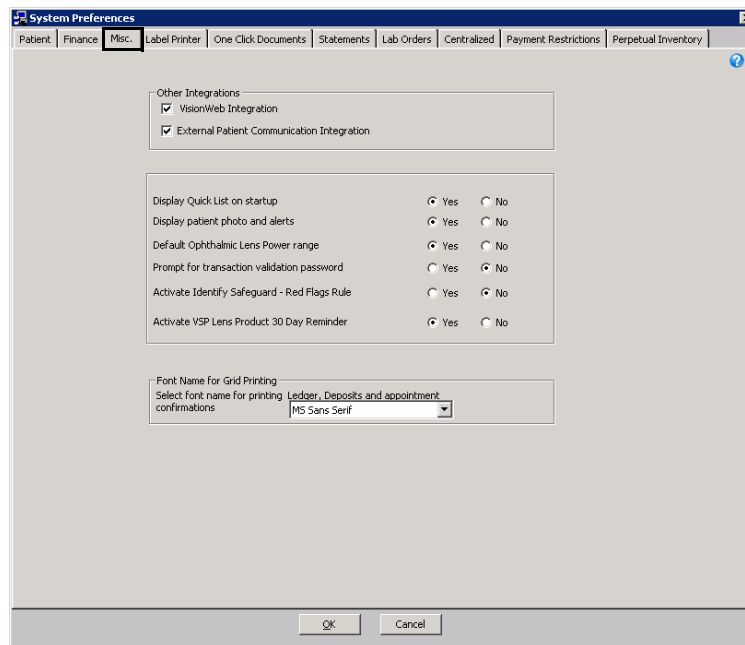 System Preferences
Patient Finance Misc. Label Printer One Click Documents Statements Lab Orders Centralized Payment Restrictions Perpetual Inventory
?
Other Integrations
VisionWeb Integration
External Patient Communication Integration
Display Quick List on startup Yes No
Display patient photo and alerts Yes No
Default Ophthalmic Lens Power range Yes No
Prompt for transaction validation password Yes No
Activate Identify Safeguard - Red Flags Rule Yes No
Activate VSP Lens Product 30 Day Reminder Yes No
Font Name for Grid Printing
Select font name for printing Ledger, Deposits and appointment
confirmations MS Sans Serif
OK Cancel